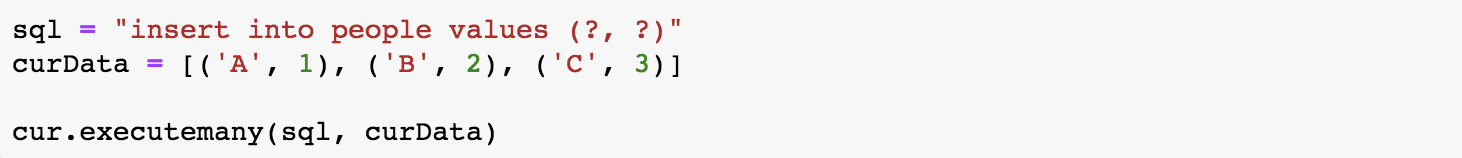 sql = "insert into people values (?, ?)"
curData = [('A', 1), ('B', 2), ('C', 3)]
cur.executemany(sql, curData)